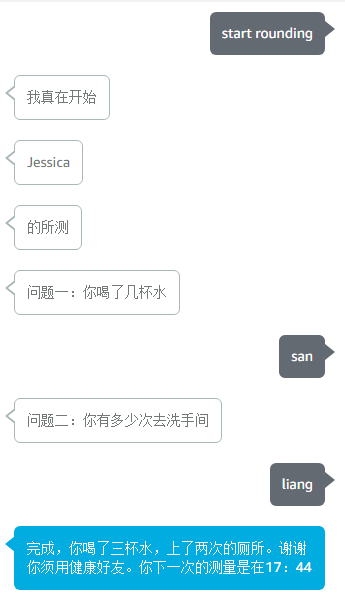 start rounding
我真在开始
Jessica
的所测
问题一：你喝了几杯水
san
问题二：你有多少次去洗手间
liang
完成，你喝了三杯水，上了两次的厕所。谢谢
你须用健康好友。你下一次的测量是在17：44